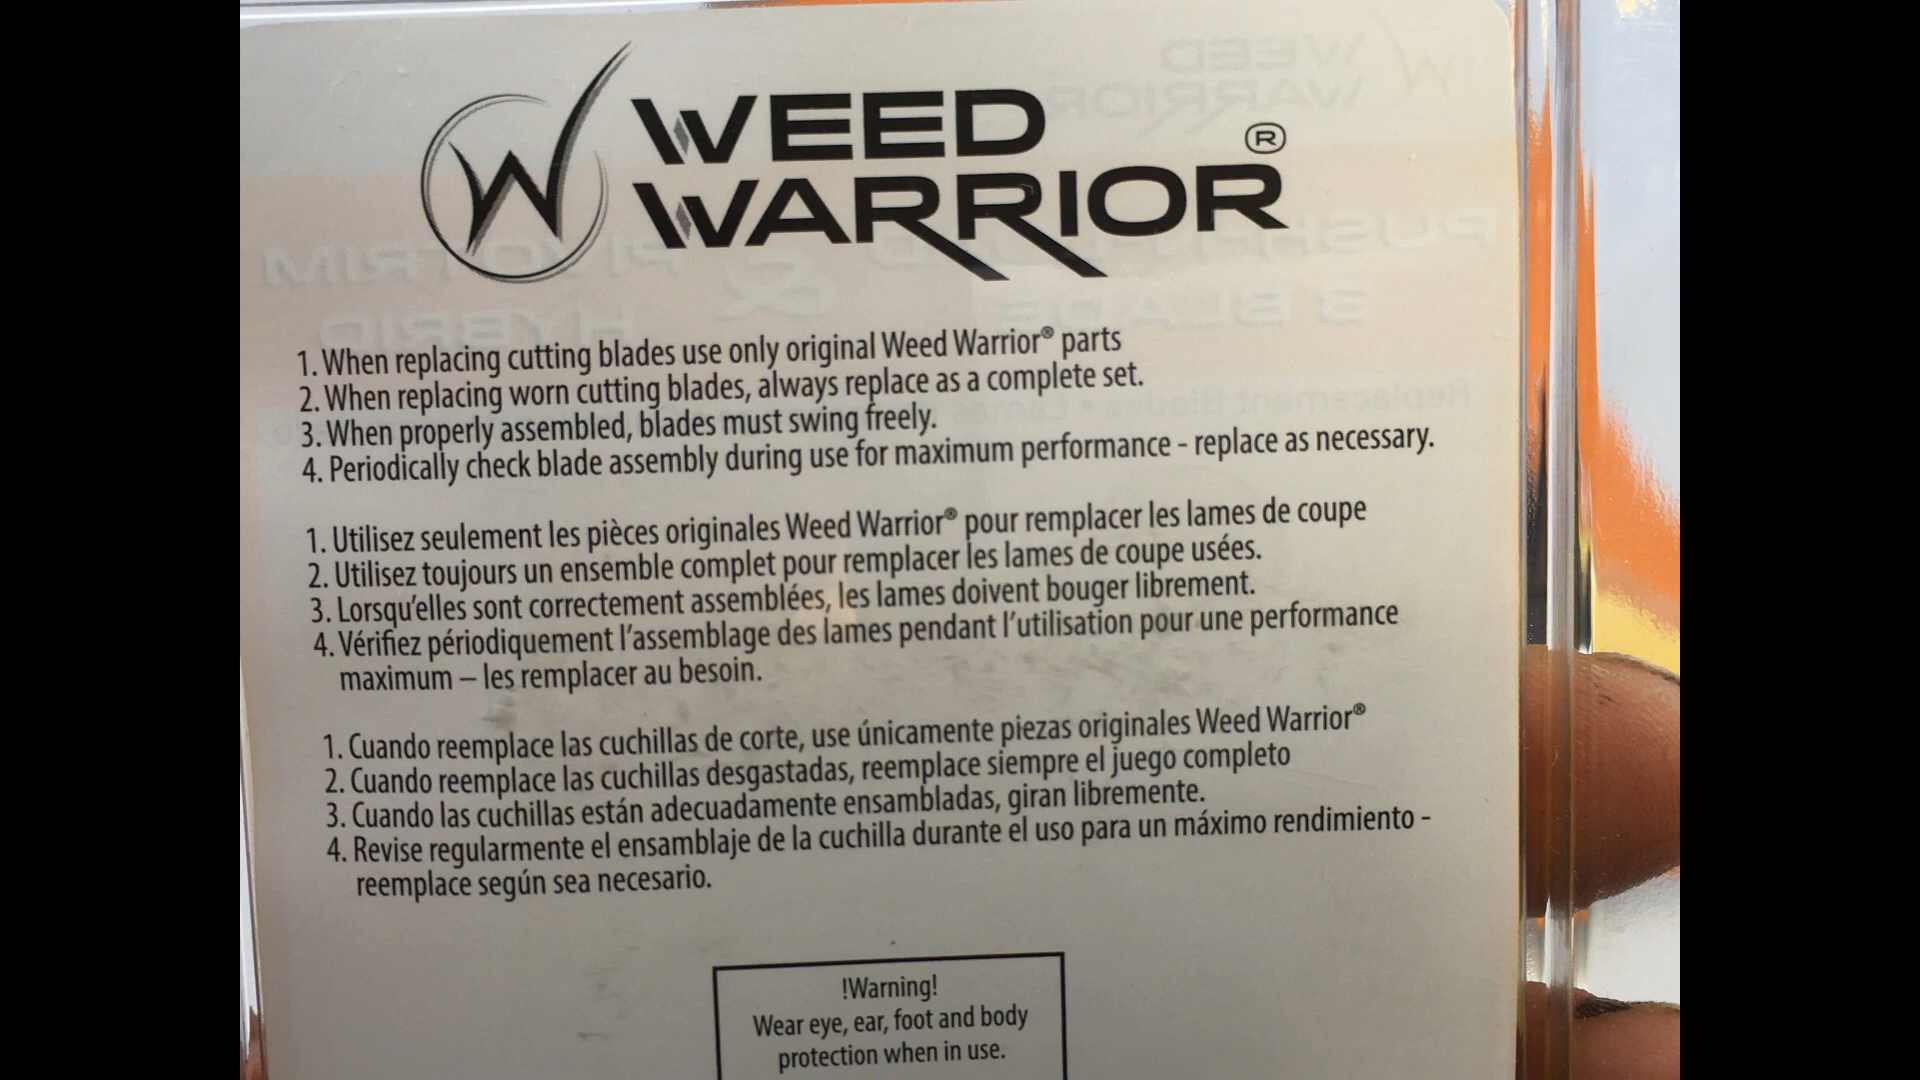 WEED
WARRIOR®
1. When replacing cutting blades use only original Weed Warrior® parts
2. When replacing worn cutting blades, always replace as a complete set.
3. When properly assembled, blades must swing freely.
4. Periodically check blade assembly during use for maximum performance - replace as necessary.
1. Utilisez seulement les pièces originales Weed Warrior® pour remplacer les lames de coupe
2. Utilisez toujours un ensemble complet pour remplacer les lames de coupe usées.
3. Lorsqu'elles sont correctement assemblées, les lames doivent bouger librement.
4. Vérifiez périodiquement l'assemblage des lames pendant l'utilisation pour une performance
maximum – les remplacer au besoin.
1. Cuando reemplace las cuchillas de corte, use únicamente piezas originales Weed Warrior®
2. Cuando reemplace las cuchillas desgastadas, reemplace siempre el juego completo
3. Cuando las cuchillas están adecuadamente ensambladas, giran libremente.
4. Revise regularmente el ensamblaje de la cuchilla durante el uso para un máximo rendimiento -
reemplace según sea necesario.
!Warning!
Wear eye, ear, foot and body
protection when in use.